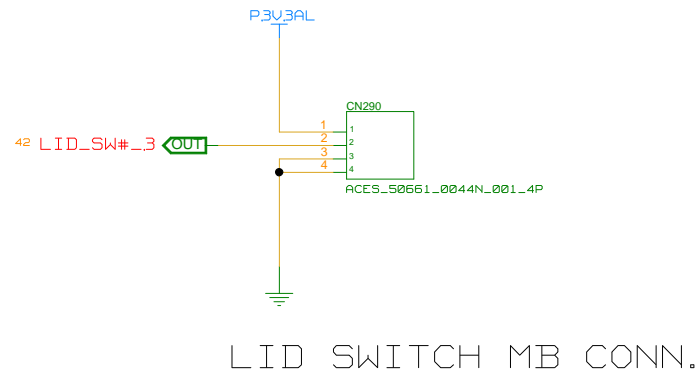 P3V3AL
CN290
1 1
42 LID_SW#_3 OUT 2 2
3 3
4 4
ACES_50661_0044N_001_4P
LID SWITCH MB CONN.